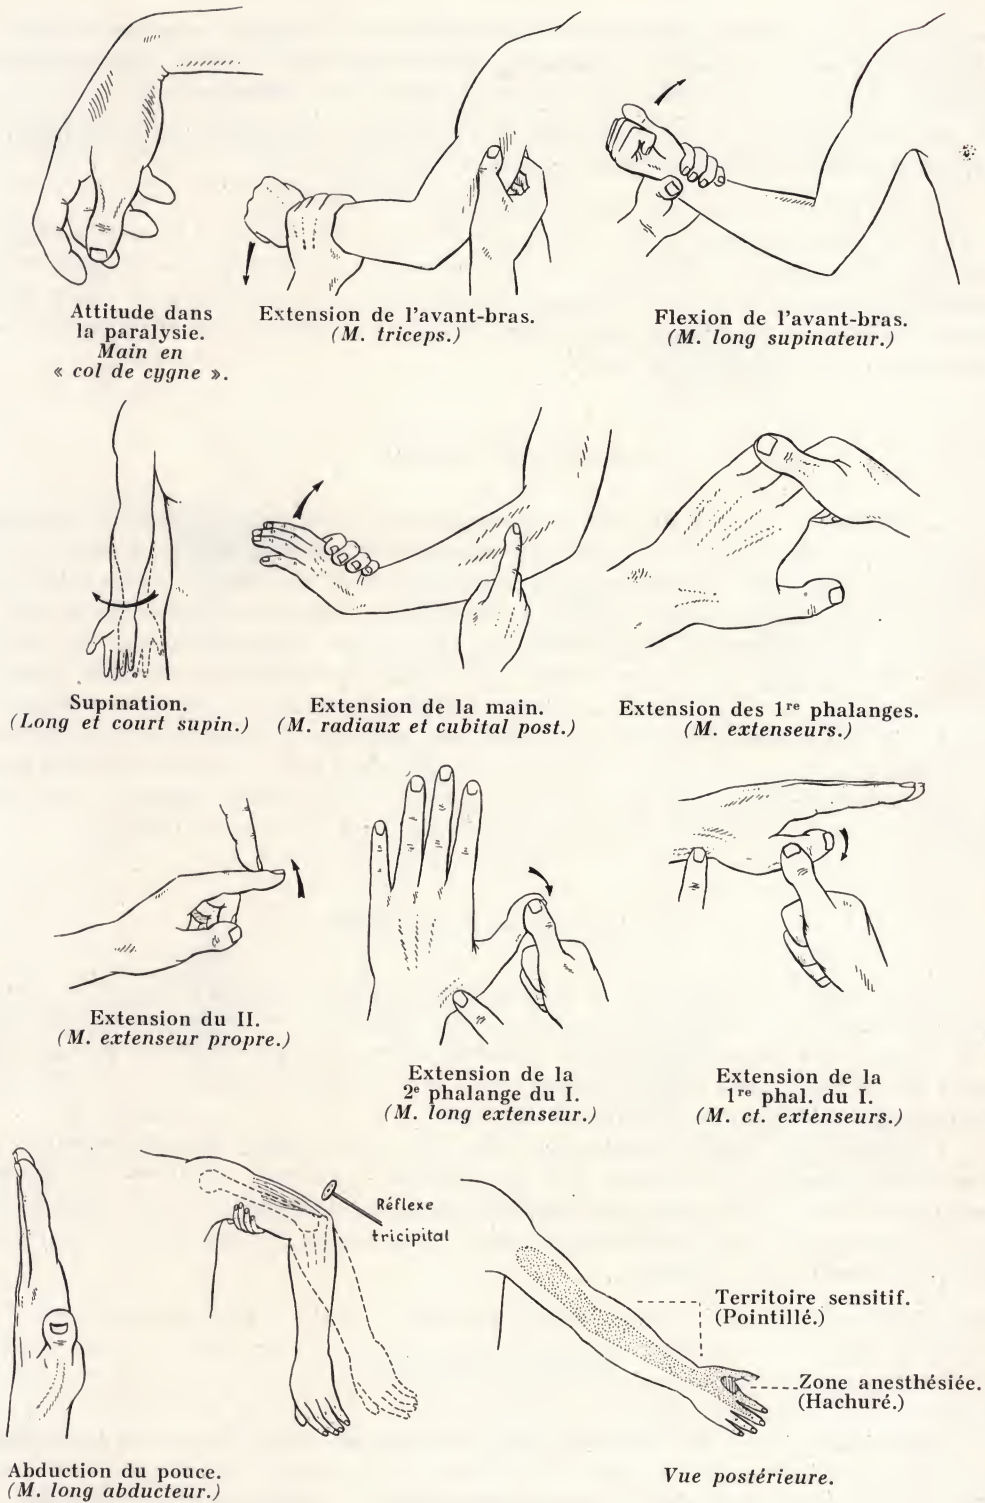 Attitude dans
la paralysie.
Main en
« col de cygne ».
Extension de l'avant-bras.
(M. triceps.)
Flexion de l'avant-bras.
(M. long supinateur.)
Supination.
(Long et court supin.)
Extension de la main.
(M. radiaux et cubital post.)
Extension des 1re phalanges.
(M. extenseurs.)
Extension du II.
(M. extenseur propre.)
Extension de la
2e phalange du I.
(M. long extenseur.)
Extension de la
1re phal. du I.
(M. ct. extenseurs.)
Abduction du pouce.
(M. long abducteur.)
Réflexe
tricipital
Territoire sensitif.
(Pointillé.)
Zone anesthésiée.
(Hachuré.)
Vue postérieure.